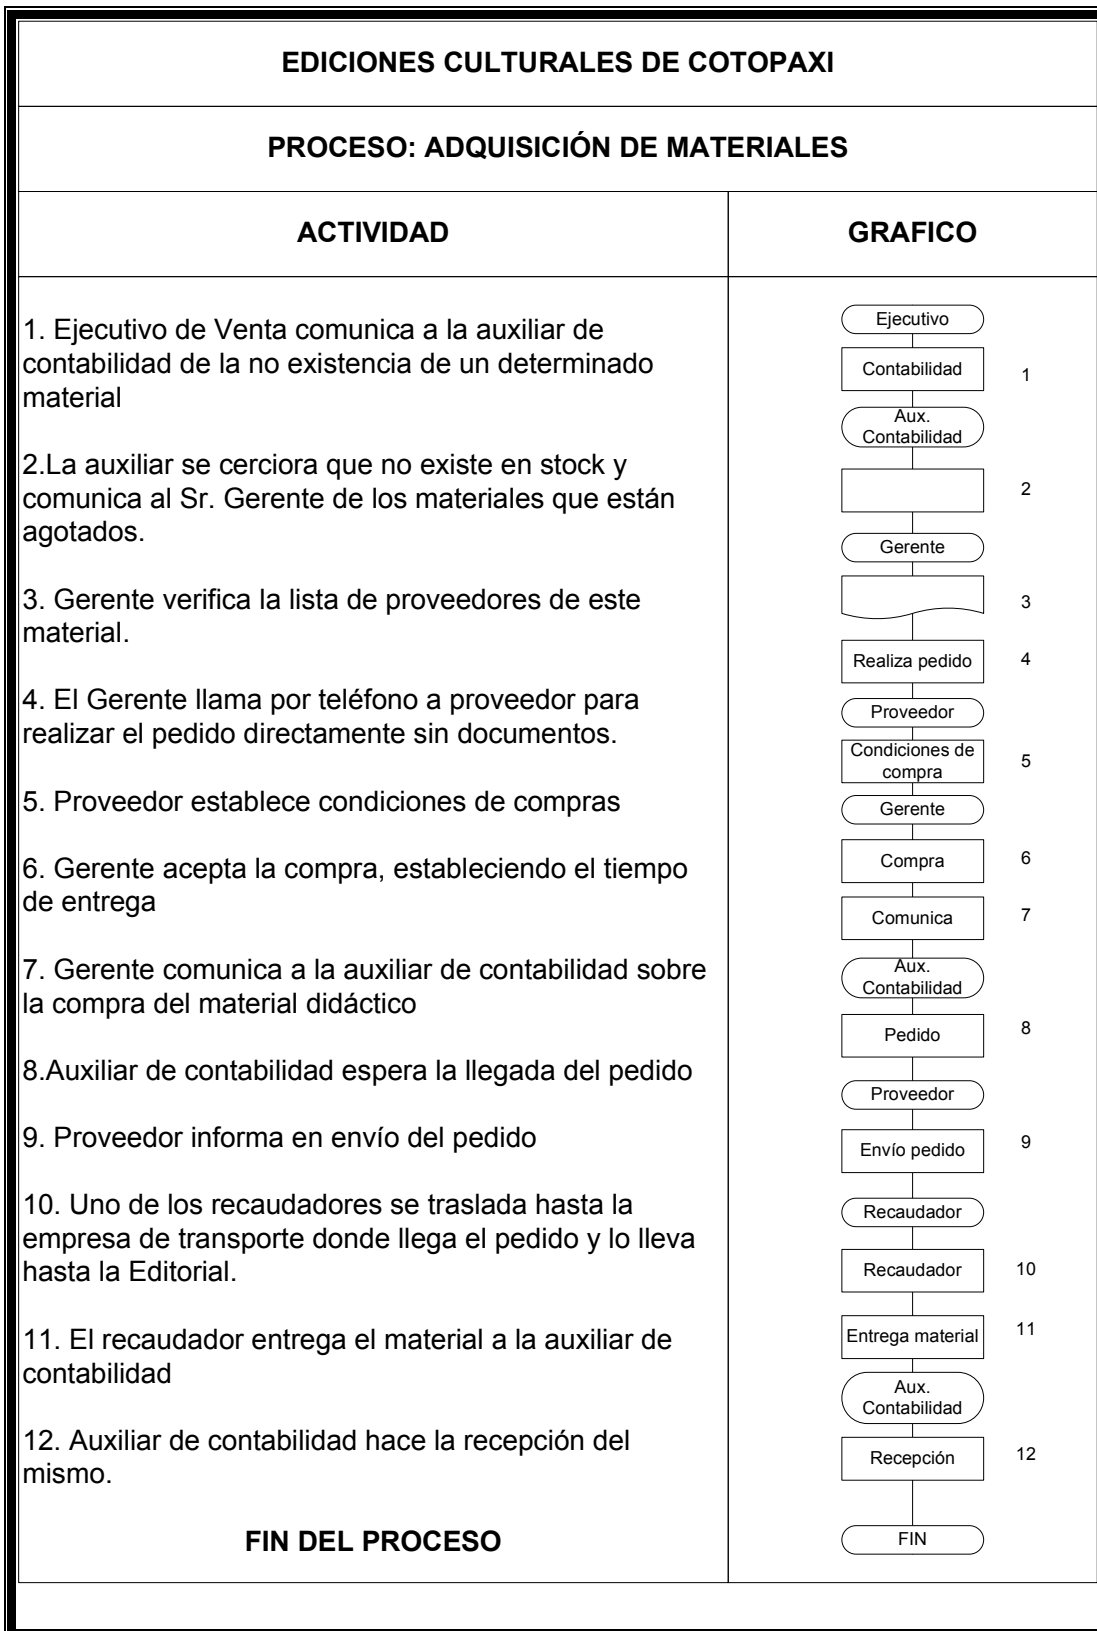 EDICIONES CULTURALES DE COTOPAXI
PROCESO: ADQUISICIÓN DE MATERIALES
ACTIVIDAD
GRAFICO
1. Ejecutivo de Venta comunica a la auxiliar de
contabilidad de la no existencia de un determinado
material
2.La auxiliar se cerciora que no existe en stock y
comunica al Sr. Gerente de los materiales que están
agotados.
3. Gerente verifica la lista de proveedores de este
material.
4. El Gerente llama por teléfono a proveedor para
realizar el pedido directamente sin documentos.
5. Proveedor establece condiciones de compras
6. Gerente acepta la compra, estableciendo el tiempo
de entrega
7. Gerente comunica a la auxiliar de contabilidad sobre
la compra del material didáctico
8.Auxiliar de contabilidad espera la llegada del pedido
9. Proveedor informa en envío del pedido
10. Uno de los recaudadores se traslada hasta la
empresa de transporte donde llega el pedido y lo lleva
hasta la Editorial.
11. El recaudador entrega el material a la auxiliar de
contabilidad
12. Auxiliar de contabilidad hace la recepción del
mismo.
FIN DEL PROCESO
Ejecutivo
Contabilidad
1
Aux.
Contabilidad
2
Gerente
3
Realiza pedido
4
Proveedor
Condiciones de
compra
5
Gerente
Compra
6
Comunica
7
Aux.
Contabilidad
Pedido
8
Proveedor
Envío pedido
9
Recaudador
Recaudador
10
Entrega material
11
Aux.
Contabilidad
Recepción
12
FIN